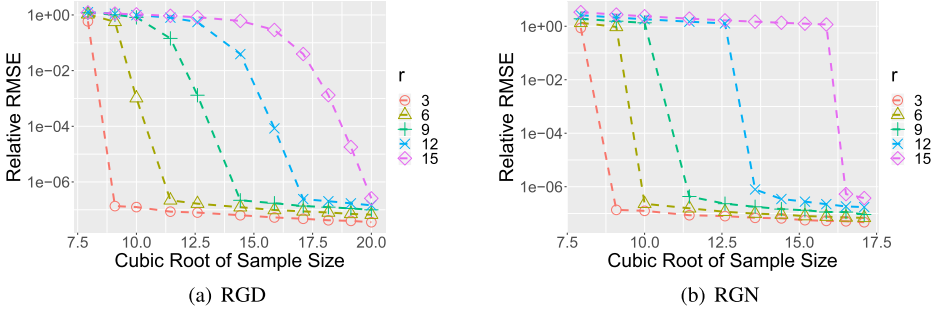 Relative RMSE
1e+00
1e−02
1e−04
1e−06
7.5 10.0 12.5 15.0 17.5 20.0
Cubic Root of Sample Size
r
3
6
9
12
15
(a) RGD
Relative RMSE
1e+00
1e−02
1e−04
1e−06
7.5 10.0 12.5 15.0 17.5
Cubic Root of Sample Size
r
3
6
9
12
15
(b) RGN